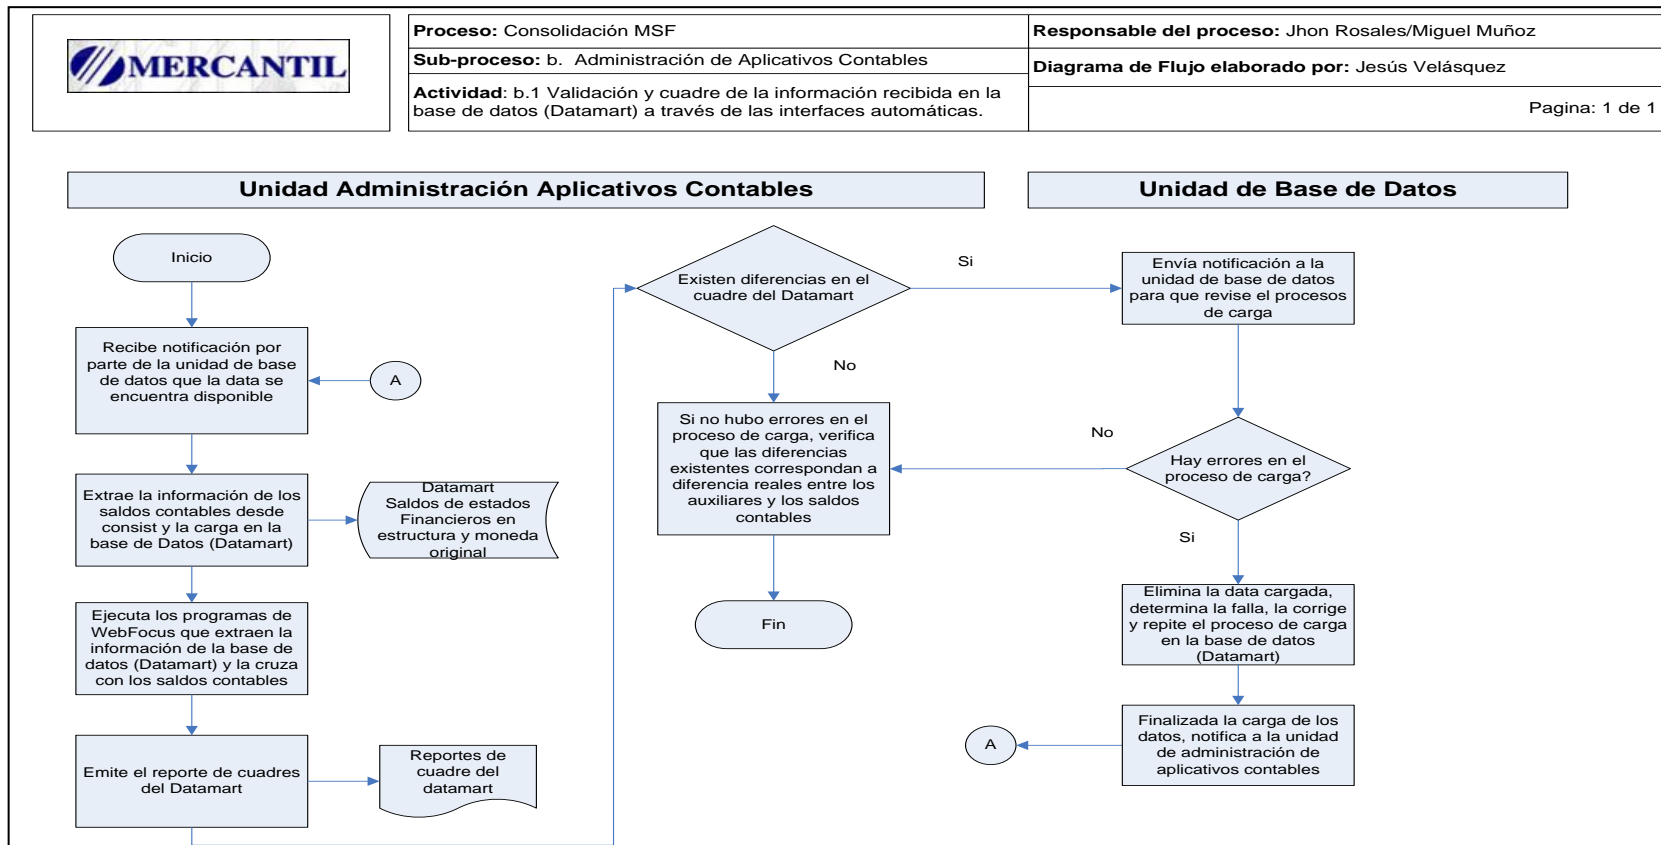 MERCANTIL
Proceso: Consolidación MSF
Sub-proceso: b. Administración de Aplicativos Contables
Actividad: b.1 Validación y cuadre de la información recibida en la
base de datos (Datamart) a través de las interfaces automáticas.
Responsable del proceso: Jhon Rosales/Miguel Muñoz
Diagrama de Flujo elaborado por: Jesús Velásquez
Pagina: 1 de 1
Unidad Administración Aplicativos Contables
Unidad de Base de Datos
Inicio
Recibe notificación por
parte de la unidad de base
de datos que la data se
encuentra disponible
A
Extrae la información de los
saldos contables desde
consist y la carga en la
base de Datos (Datamart)
Datamart
Saldos de estados
Financieros en
estructura y moneda
original
Ejecuta los programas de
WebFocus que extraen la
información de la base de
datos (Datamart) y la cruza
con los saldos contables
Emite el reporte de cuadres
del Datamart
Reportes de
cuadre del
datamart
Existen diferencias en el
cuadre del Datamart
Si
No
Si no hubo errores en el
proceso de carga, verifica
que las diferencias
existentes correspondan a
diferencia reales entre los
auxiliares y los saldos
contables
Fin
Envía notificación a la
unidad de base de datos
para que revise el procesos
de carga
Hay errores en el
proceso de carga?
No
Si
Elimina la data cargada,
determina la falla, la corrige
y repite el proceso de carga
en la base de datos
(Datamart)
Finalizada la carga de los
datos, notifica a la unidad
de administración de
aplicativos contables
A